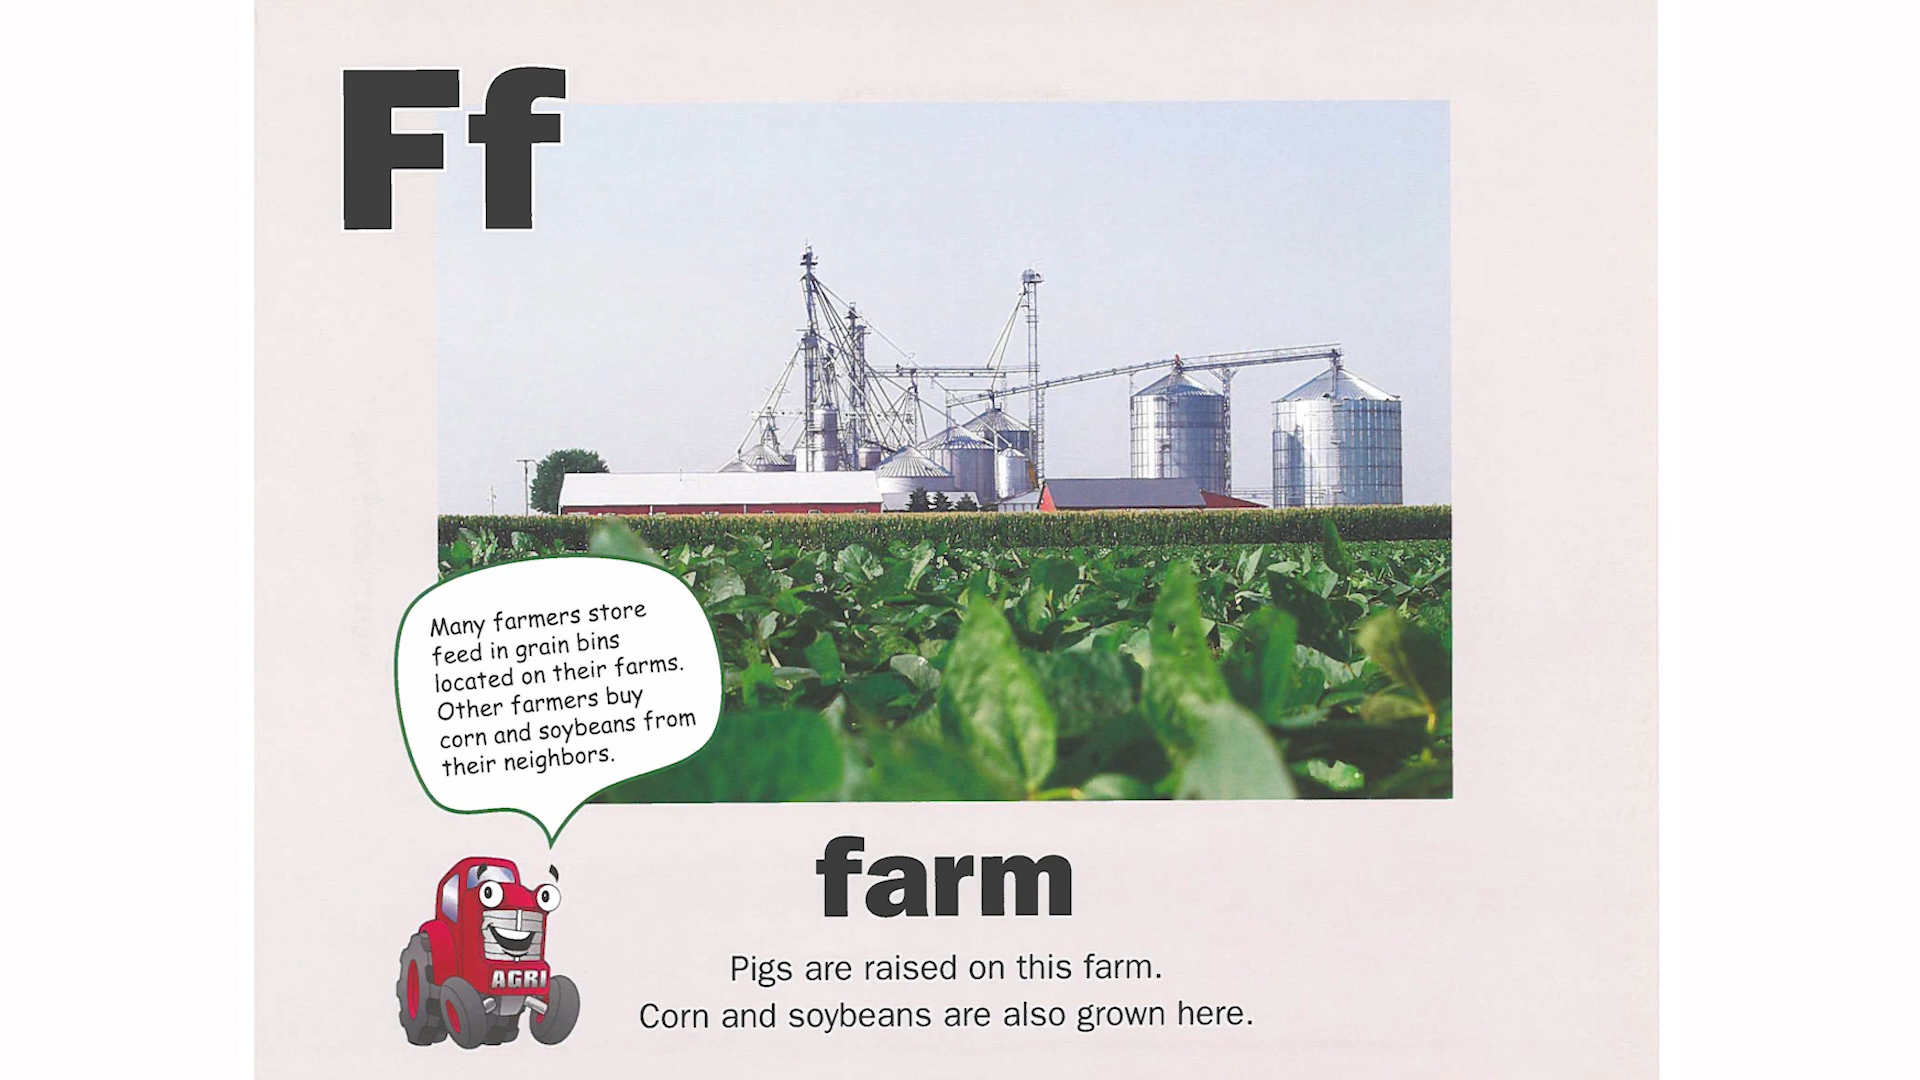 Ff
Many farmers store
feed in grain bins
located on their farms.
Other farmers buy
corn and soybeans from
their neighbors.
AGRI
farm
Pigs are raised on this farm.
Corn and soybeans are also grown here.